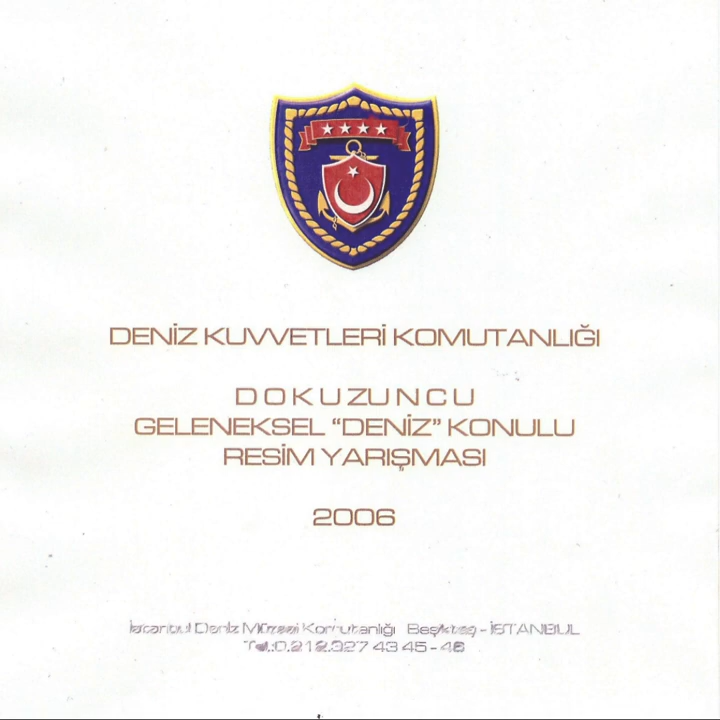 DENİZ KUVVETLERİ KOMUTANLIĞI
DOKUZUNCU
GELENEKSEL “DENİZ” KONULU
RESİM YARIŞMASI
2006
İstanbul Deniz Müzesi Komutanlığı Beşiktaş - İSTANBUL
Tel.:0.212.327 43 45 - 46